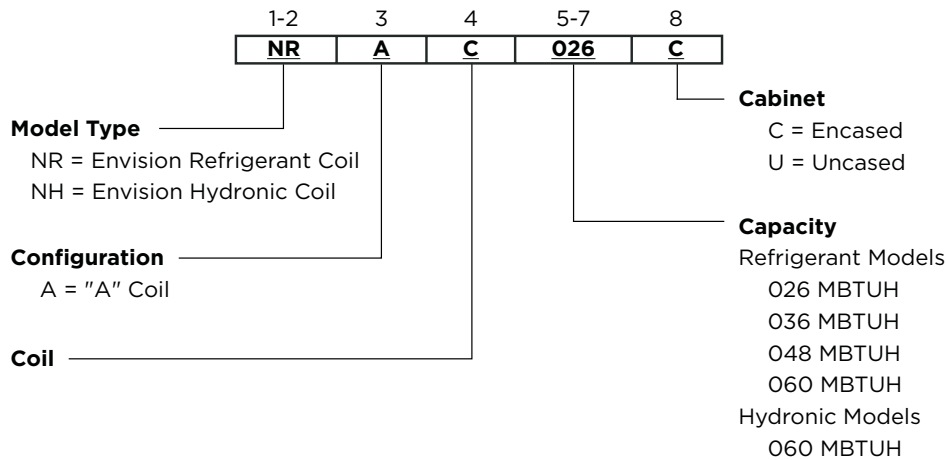 1-2 3 4 5-7 8
NR A C 026 C
Model Type
NR = Envision Refrigerant Coil
NH = Envision Hydronic Coil
Configuration
A = "A" Coil
Coil
Cabinet
C = Encased
U = Uncased
Capacity
Refrigerant Models
026 MBTUH
036 MBTUH
048 MBTUH
060 MBTUH
Hydronic Models
060 MBTUH